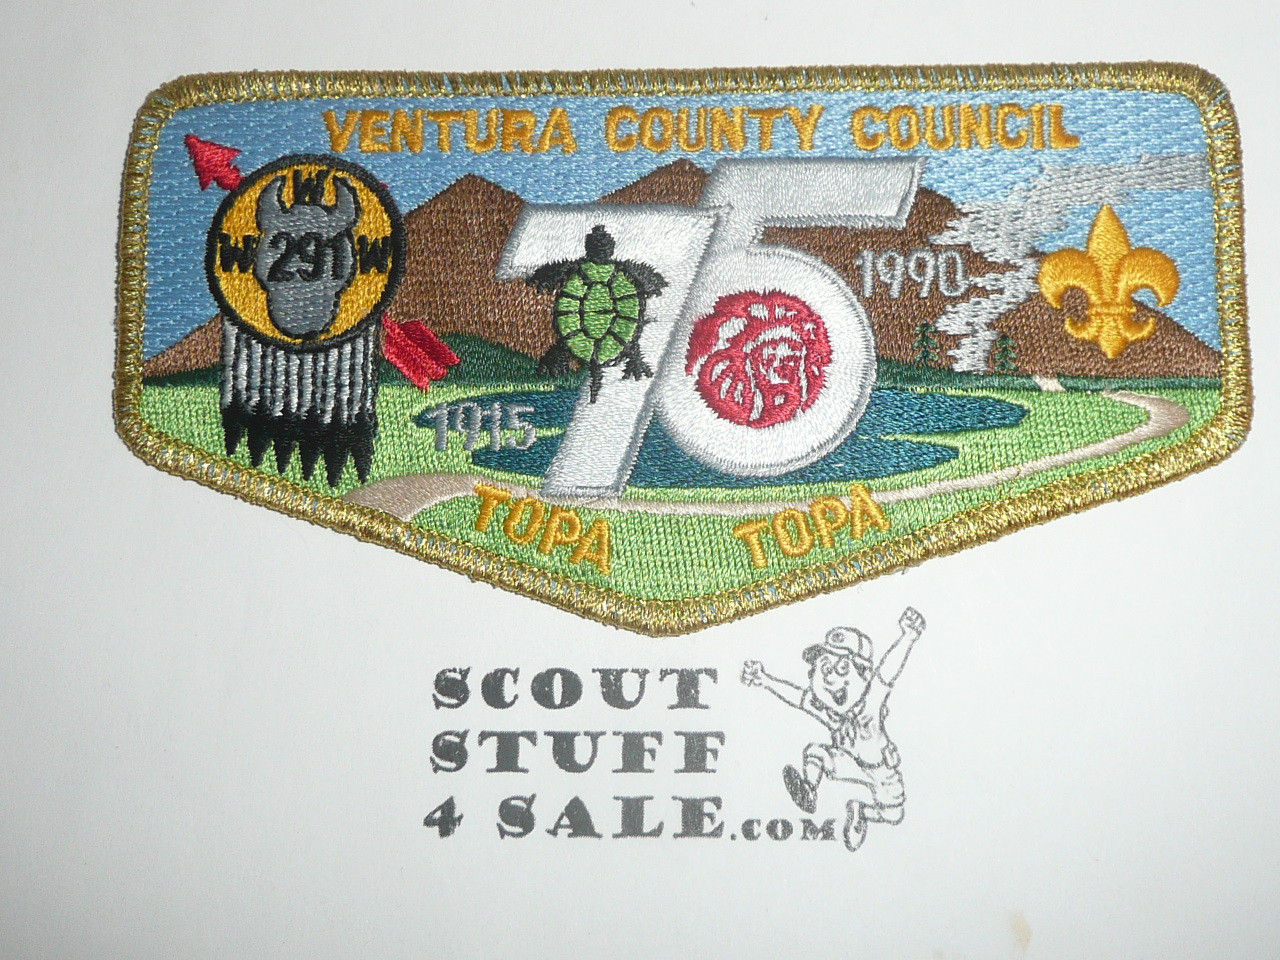 VENTURA COUNTY COUNCIL
W
W 291 W
75
1990
1915
TOPA TOPA
SCOUT
STUFF
4 SALE.COM